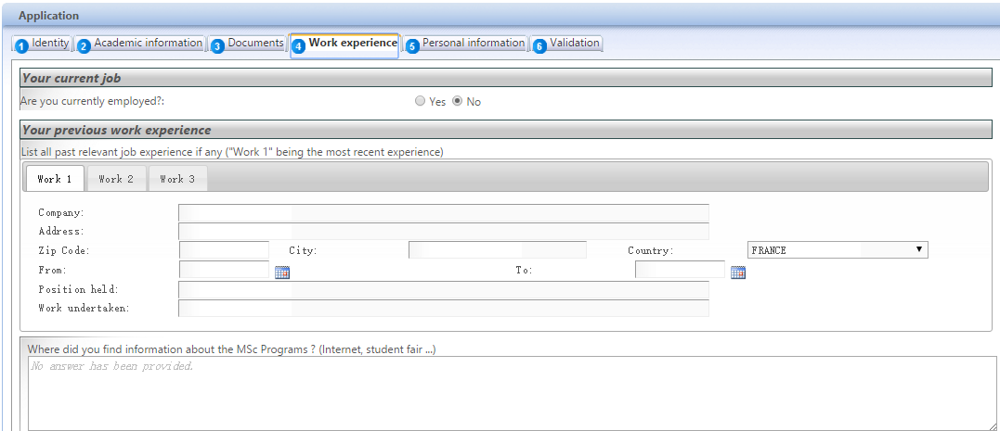 Application
1 Identity 2 Academic information 3 Documents 4 Work experience 5 Personal information 6 Validation
Your current job
Are you currently employed?: Yes No
Your previous work experience
List all past relevant job experience if any ("Work 1" being the most recent experience)
Work 1 Work 2 Work 3
Company:
Address:
Zip Code: City: Country: FRANCE
From: To:
Position held:
Work undertaken:
Where did you find information about the MSc Programs ? (Internet, student fair ...)
No answer has been provided.